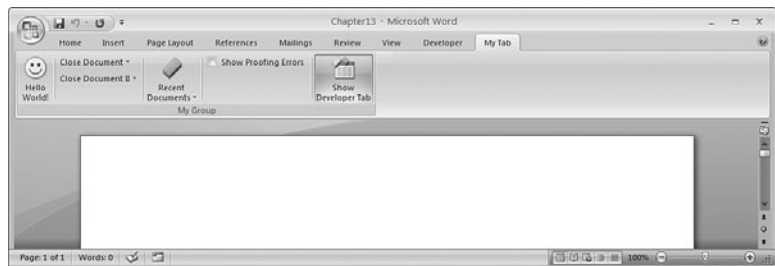 Chapter13 - Microsoft Word
Home Insert Page Layout References Mailings Review View Developer My Tab
Hello World!
Close Document
Close Document II
Recent Documents
Show Proofing Errors
Show Developer Tab
My Group
Page: 1 of 1 Words: 0 100%